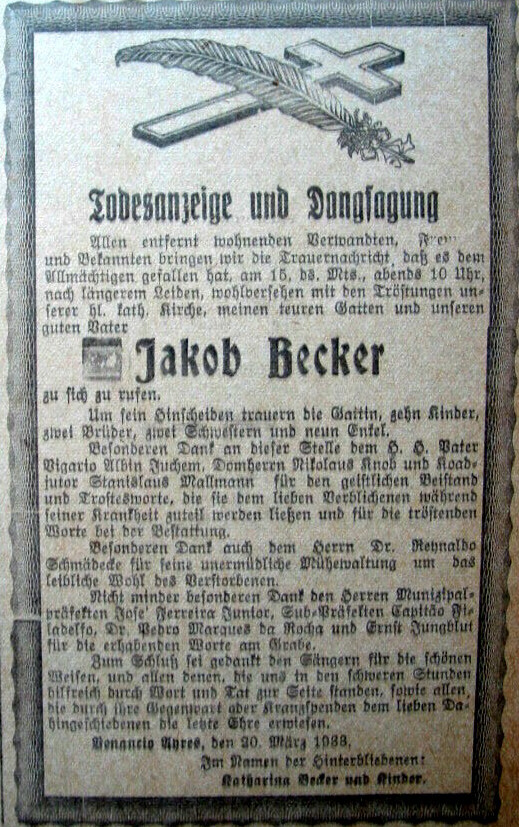 Todesanzeige und Dangsagung
Allen entfernt wohnenden Verwandten,
und Bekannten bringen wir die Trauernachricht, daß es dem
Allmächtigen gefallen hat, am 15. ds. Mts., abends 10 Uhr,
nach längerem Leiden, wohlversehen mit den Tröstungen un-
serer hl. kath. Kirche, meinen teuren Gatten und unseren
guten Vater
Jakob Becker
zu sich zu rufen.
Um sein Hinscheiden trauern die Gattin, zehn Kinder,
zwei Brüder, zwei Schwestern und neun Enkel.
Besonderen Dank an dieser Stelle dem H. H. Pater
Vigario Albin Juchem, Domherrn Nikolaus Knob und Koad-
jutor Stanislaus Mallmann für den geistlichen Beistand
und Trostesworte, die sie dem lieben Verblichenen während
seiner Krankheit zuteil werden ließen und für die tröstenden
Worte bei der Bestattung.
Besonderen Dank auch dem Herrn Dr. Reynaldo
Schmädecke für seine unermüdliche Mühewaltung um das
leibliche Wohl des Verstorbenen.
Nicht minder besonderen Dank den Herren Munizipal-
präfekten José Ferreira Junior, Sub-Präfekten Capitão Fi-
ladelfo, Dr. Pedro Marques da Rocha und Ernst Jungblut
für die erhabenden Worte am Grabe.
Zum Schluß sei gedankt den Sängern für die schönen
Weisen, und allen denen, die uns in den schweren Stunden
hilfreich durch Wort und Tat zur Seite standen, sowie allen,
die durch ihre Gegenwart oder Kranzspenden dem lieben Da-
hingeschiedenen die letzte Ehre erwiesen.
Venancio Ayres, den 20. März 1938.
Im Namen der Hinterbliebenen:
Katharina Becker und Kinder.